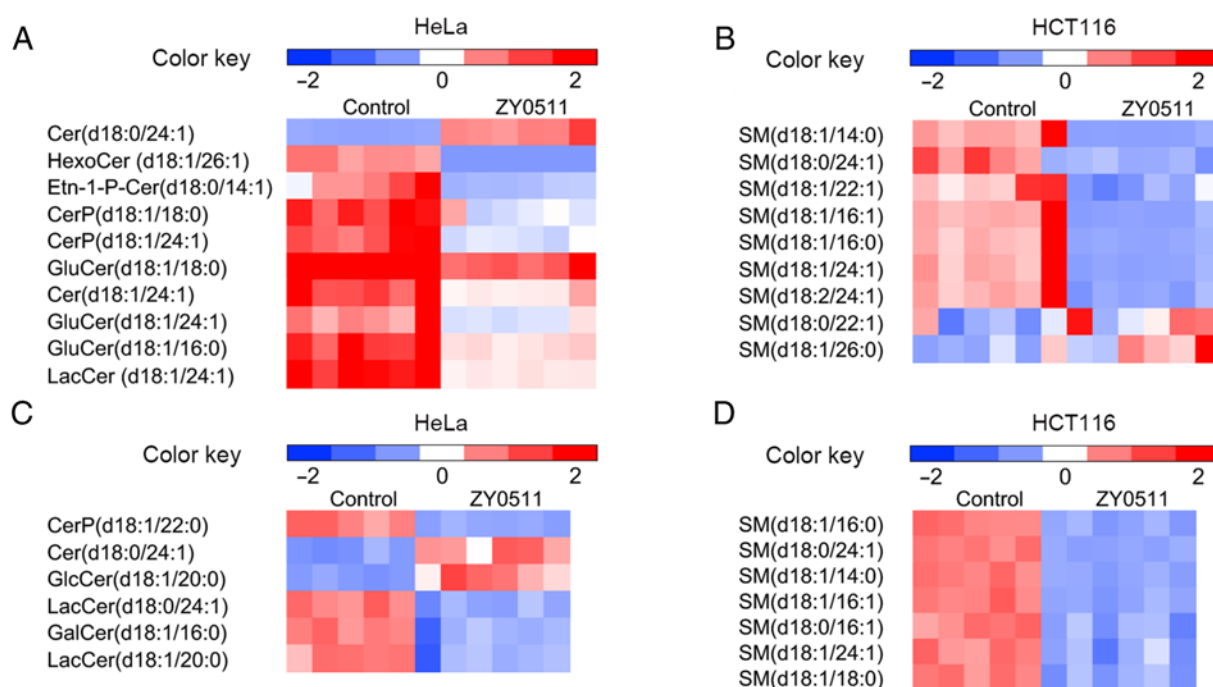 A
HeLa
Color key
−2 0 2
Control ZY0511
Cer(d18:0/24:1)
HexoCer (d18:1/26:1)
Etn-1-P-Cer(d18:0/14:1)
CerP(d18:1/18:0)
CerP(d18:1/24:1)
GluCer(d18:1/18:0)
Cer(d18:1/24:1)
GluCer(d18:1/24:1)
GluCer(d18:1/16:0)
LacCer (d18:1/24:1)
B
HCT116
Color key
−2 0 2
Control ZY0511
SM(d18:1/14:0)
SM(d18:0/24:1)
SM(d18:1/22:1)
SM(d18:1/16:1)
SM(d18:1/16:0)
SM(d18:1/24:1)
SM(d18:2/24:1)
SM(d18:0/22:1)
SM(d18:1/26:0)
C
HeLa
Color key
−2 0 2
Control ZY0511
CerP(d18:1/22:0)
Cer(d18:0/24:1)
GlcCer(d18:1/20:0)
LacCer(d18:0/24:1)
GalCer(d18:1/16:0)
LacCer(d18:1/20:0)
D
HCT116
Color key
−2 0 2
Control ZY0511
SM(d18:1/16:0)
SM(d18:0/24:1)
SM(d18:1/14:0)
SM(d18:1/16:1)
SM(d18:0/16:1)
SM(d18:1/24:1)
SM(d18:1/18:0)